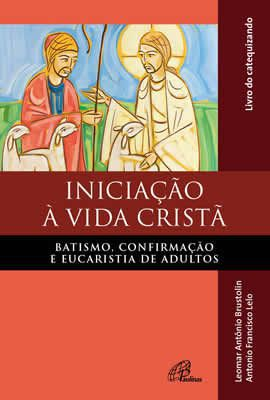 Livro do catequizando
INICIAÇÃO
À VIDA CRISTÃ
BATISMO, CONFIRMAÇÃO
E EUCARISTIA DE ADULTOS
Leomar Antônio Brustolin
Antonio Francisco Lelo
Paulinas